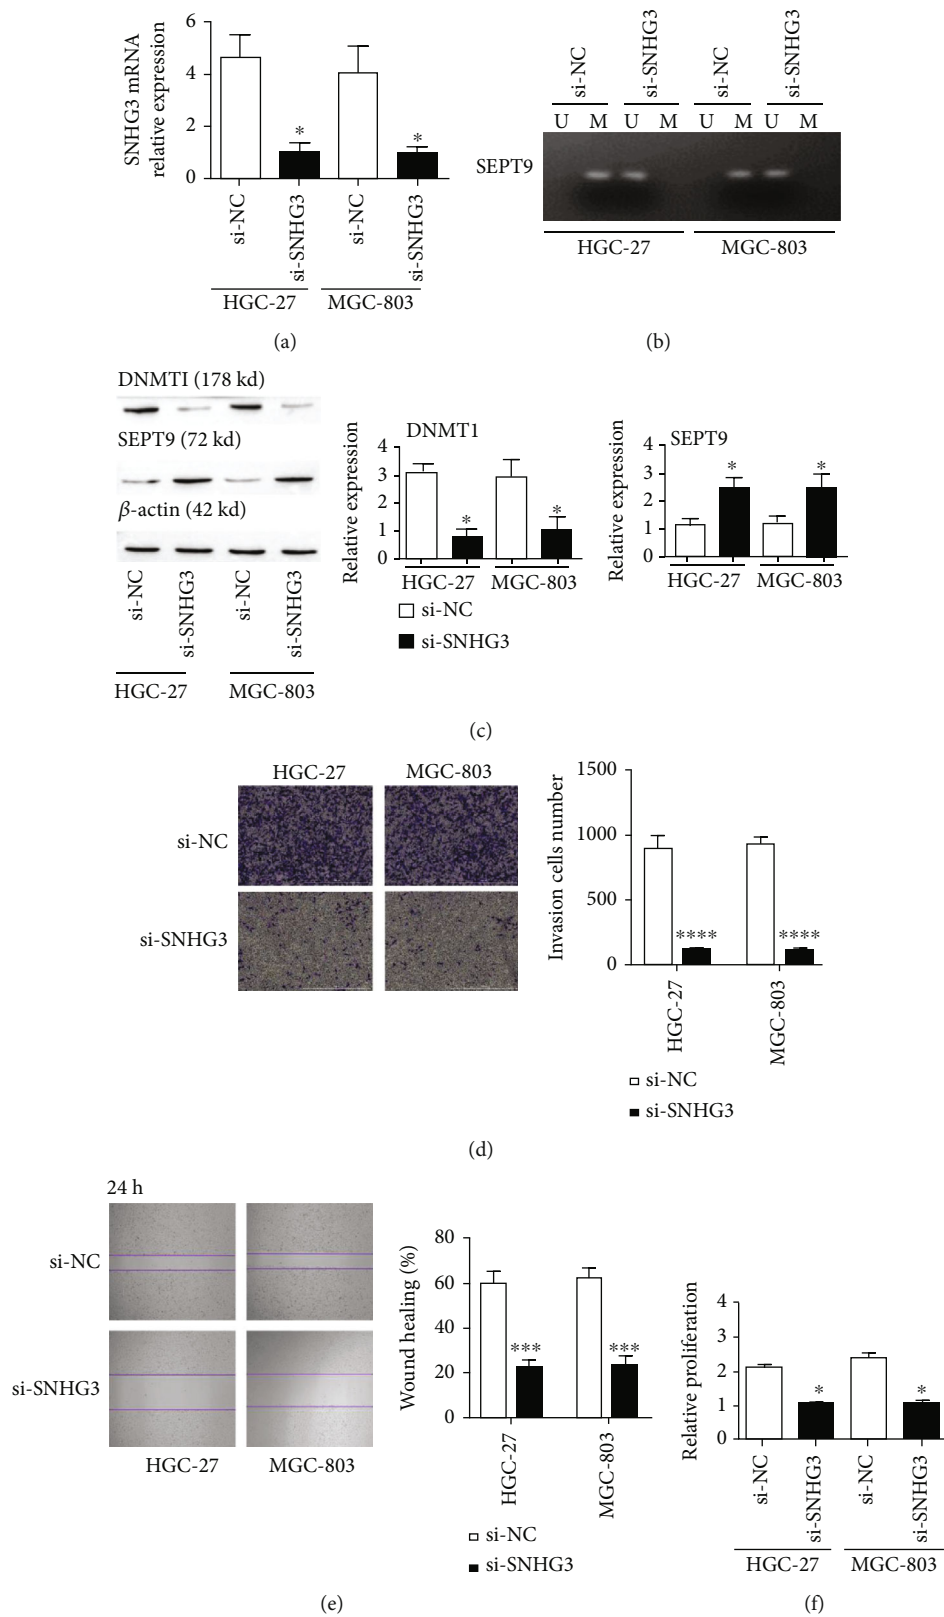 SNHG3 mRNA
relative expression
6
4
2
0
*
*
si-NC
si-SNHG3
si-NC
si-SNHG3
HGC-27
MGC-803
(a)
si-NC
si-SNHG3
si-NC
si-SNHG3
U M U M U M U M
SEPT9
HGC-27
MGC-803
(b)
DNMTI (178 kd)
SEPT9 (72 kd)
β-actin (42 kd)
si-NC
si-SNHG3
si-NC
si-SNHG3
HGC-27
MGC-803
DNMT1
Relative expression
4
3
2
1
0
*
*
HGC-27 MGC-803
si-NC
si-SNHG3
SEPT9
Relative expression
4
3
2
1
0
*
*
HGC-27 MGC-803
(c)
HGC-27
MGC-803
si-NC
si-SNHG3
Invasion cells number
1500
1000
500
0
****
****
HGC-27
MGC-803
si-NC
si-SNHG3
(d)
24 h
si-NC
si-SNHG3
HGC-27
MGC-803
Wound healing (%)
80
60
40
20
0
***
***
HGC-27
MGC-803
si-NC
si-SNHG3
(e)
Relative proliferation
4
3
2
1
0
*
*
si-NC
si-SNHG3
si-NC
si-SNHG3
HGC-27
MGC-803
(f)